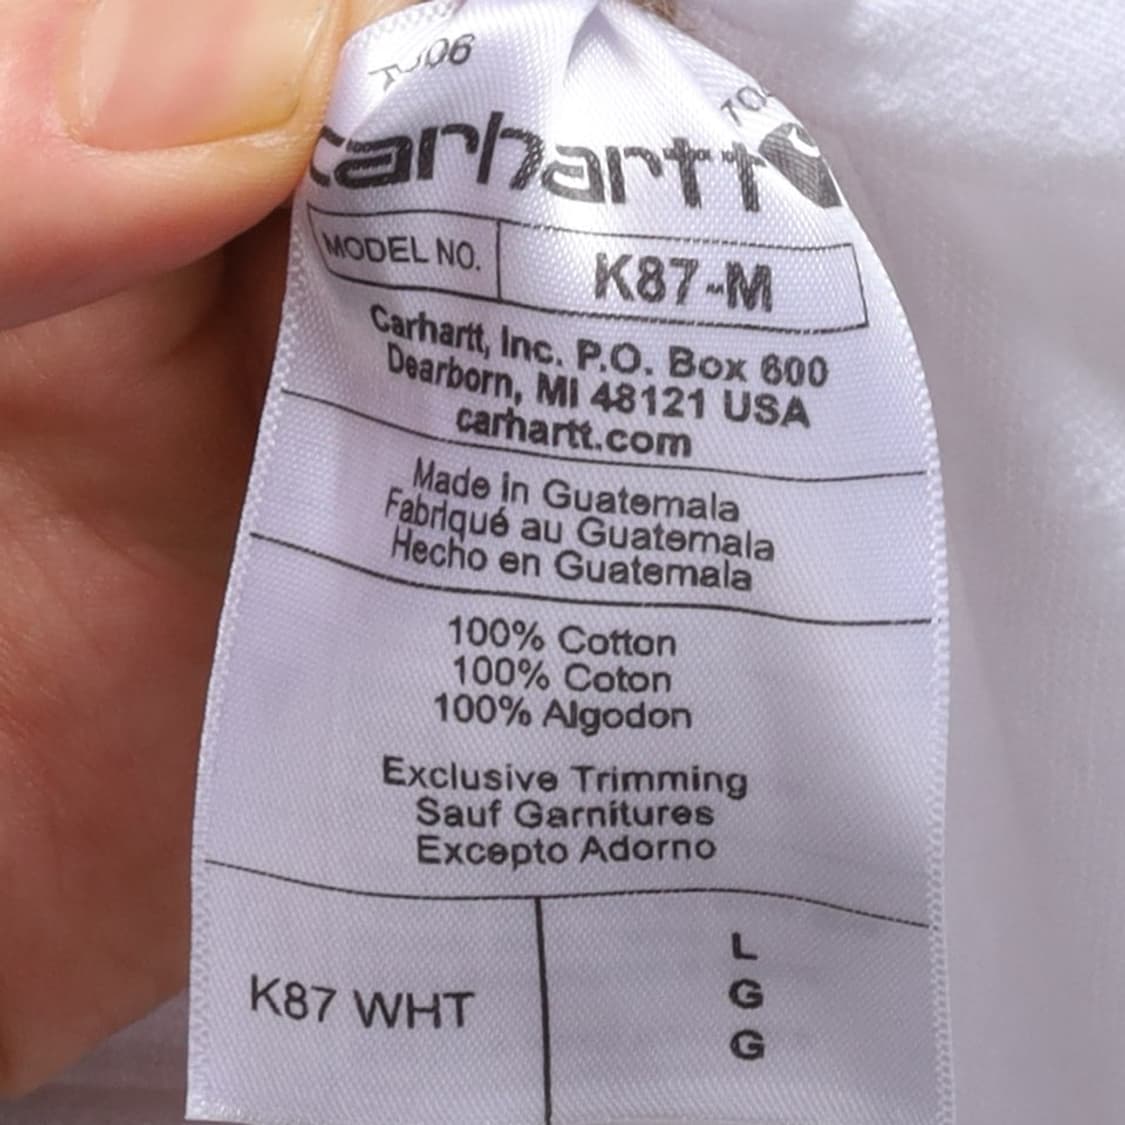 carhartt
MODEL NO. K87-M
Carhartt, Inc. P.O. Box 600
Dearborn, MI 48121 USA
carhartt.com
Made in Guatemala
Fabriqué au Guatemala
Hecho en Guatemala
100% Cotton
100% Coton
100% Algodon
Exclusive Trimming
Sauf Garnitures
Excepto Adorno
K87 WHT
L
G
G